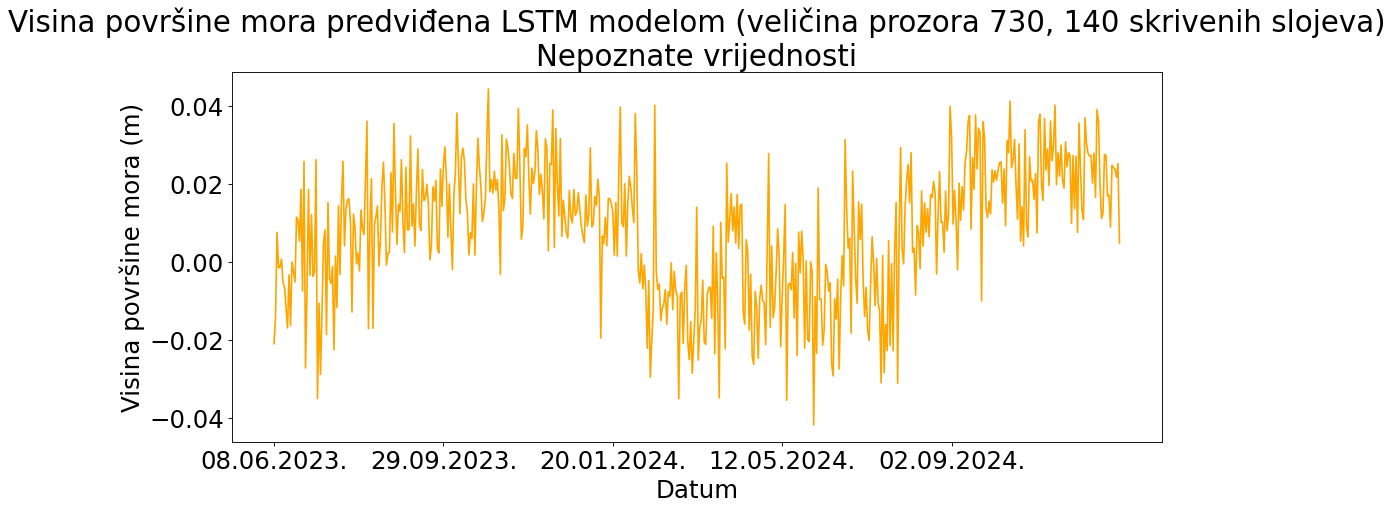 Visina površine mora predviđena LSTM modelom (veličina prozora 730, 140 skrivenih slojeva)
Nepoznate vrijednosti
Visina površine mora (m)
0.04
0.02
0.00
−0.02
−0.04
08.06.2023. 29.09.2023. 20.01.2024. 12.05.2024. 02.09.2024.
Datum